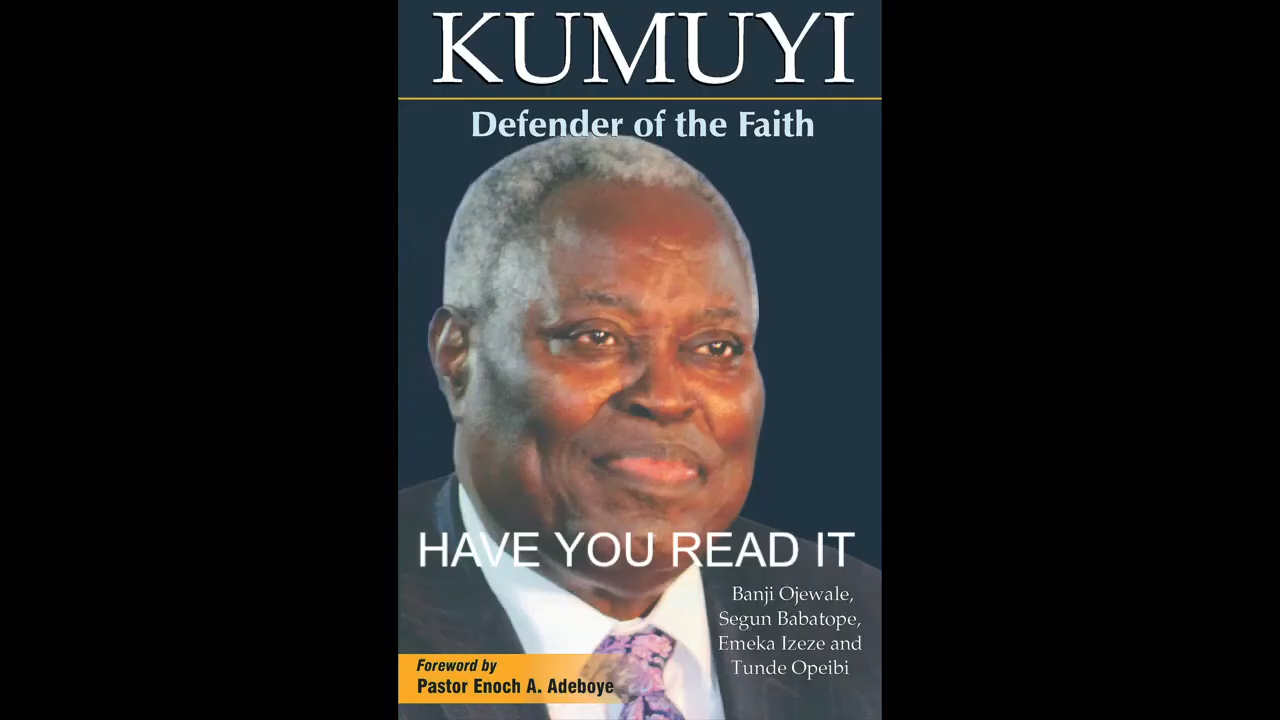 KUMUYI
Defender of the Faith
HAVE YOU READ IT
Banji Ojewale,
Segun Babatope,
Emeka Izeze and
Tunde Opeibi
Foreword by
Pastor Enoch A. Adeboye